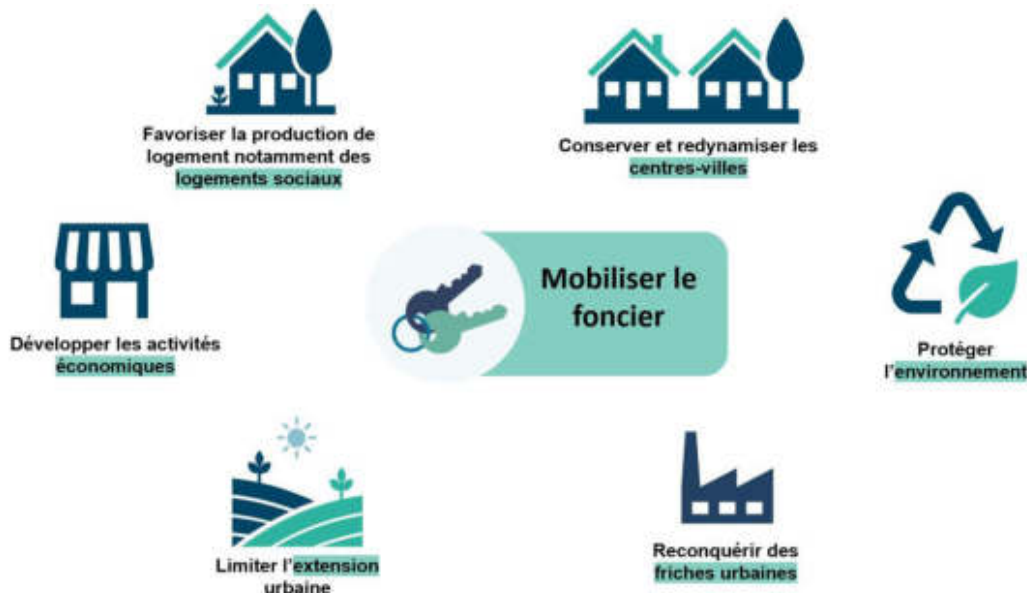 Favoriser la production de
logement notamment des
logements sociaux
Conserver et redynamiser les
centres-villes
Mobiliser le
foncier
Développer les activités
économiques
Protéger
l'environnement
Limiter l'extension
urbaine
Reconquérir des
friches urbaines